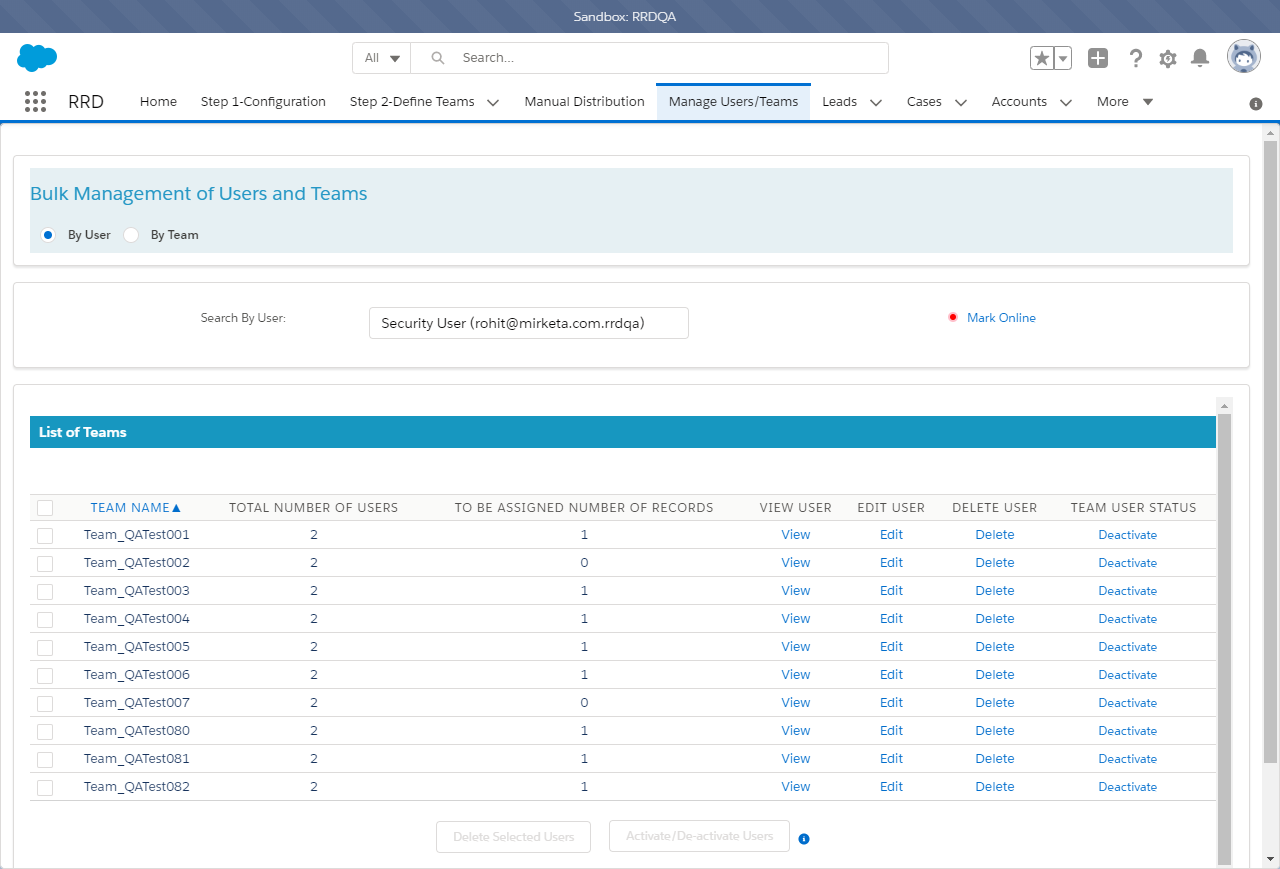 Sandbox: RRDQA
All Search...
RRD Home Step 1-Configuration Step 2-Define Teams Manual Distribution Manage Users/Teams Leads Cases Accounts More
Bulk Management of Users and Teams
By User By Team
Search By User: Security User (rohit@mirketa.com.rrdqa) Mark Online
List of Teams
TEAM NAME▲ TOTAL NUMBER OF USERS TO BE ASSIGNED NUMBER OF RECORDS VIEW USER EDIT USER DELETE USER TEAM USER STATUS
Team_QATest001 2 1 View Edit Delete Deactivate
Team_QATest002 2 0 View Edit Delete Deactivate
Team_QATest003 2 1 View Edit Delete Deactivate
Team_QATest004 2 1 View Edit Delete Deactivate
Team_QATest005 2 1 View Edit Delete Deactivate
Team_QATest006 2 1 View Edit Delete Deactivate
Team_QATest007 2 0 View Edit Delete Deactivate
Team_QATest080 2 1 View Edit Delete Deactivate
Team_QATest081 2 1 View Edit Delete Deactivate
Team_QATest082 2 1 View Edit Delete Deactivate
Delete Selected Users Activate/De-activate Users